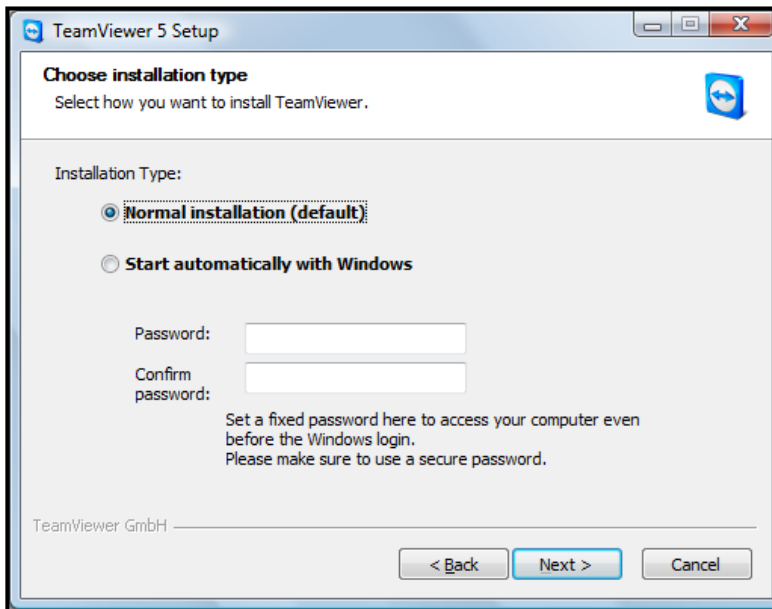 TeamViewer 5 Setup
Choose installation type
Select how you want to install TeamViewer.
Installation Type:
Normal installation (default)
Start automatically with Windows
Password:
Confirm
password:
Set a fixed password here to access your computer even
before the Windows login.
Please make sure to use a secure password.
TeamViewer GmbH
< Back Next > Cancel